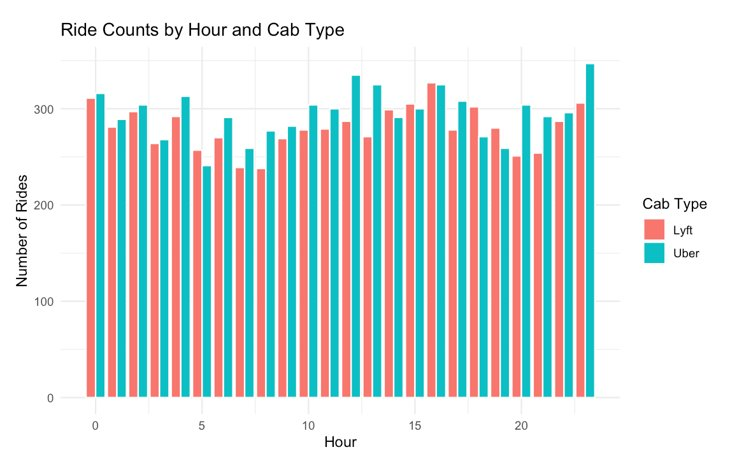 Ride Counts by Hour and Cab Type
300
200
100
0
Number of Rides
0 5 10 15 20
Hour
Cab Type
Lyft
Uber